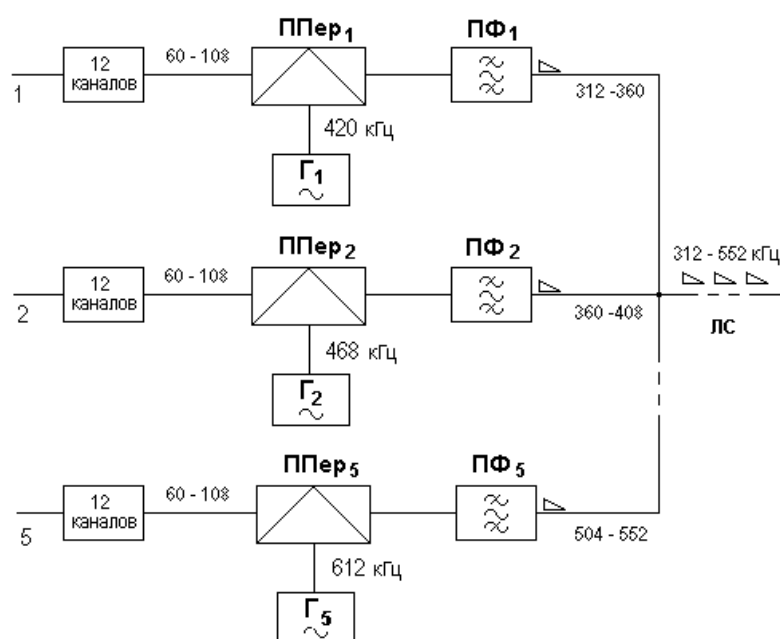 ППер1
ПФ1
12
каналов
60 - 108
1
312 -360
420 кГц
Г1
ППер2
ПФ2
12
каналов
60 - 108
312 - 552 кГц
2
360 -408
ЛС
468 кГц
Г2
ППер5
ПФ5
12
каналов
60 - 108
5
504 – 552
612 кГц
Г5